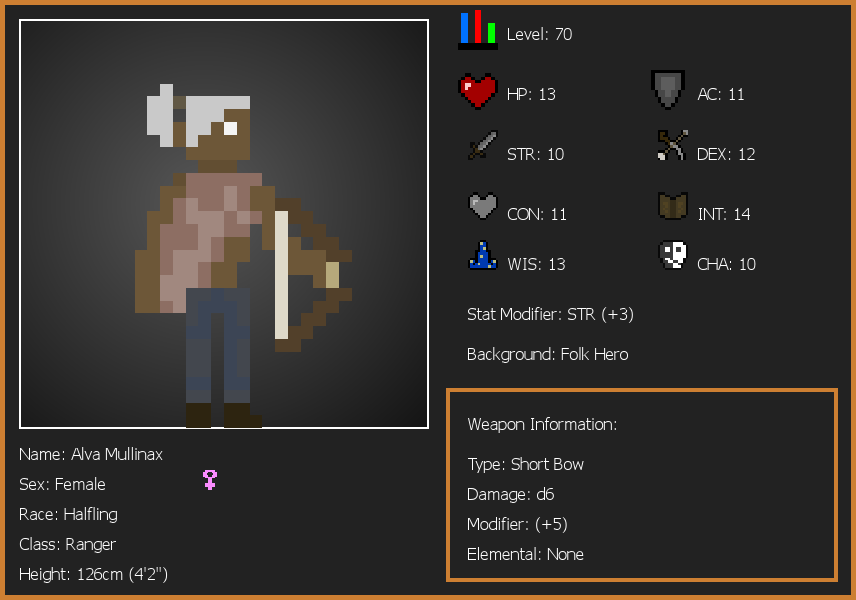 Level: 70
HP: 13
AC: 11
STR: 10
DEX: 12
CON: 11
INT: 14
WIS: 13
CHA: 10
Stat Modifier: STR (+3)
Background: Folk Hero
Weapon Information:
Type: Short Bow
Damage: d6
Modifier: (+5)
Elemental: None
Name: Alva Mullinax
Sex: Female
Race: Halfling
Class: Ranger
Height: 126cm (4'2")